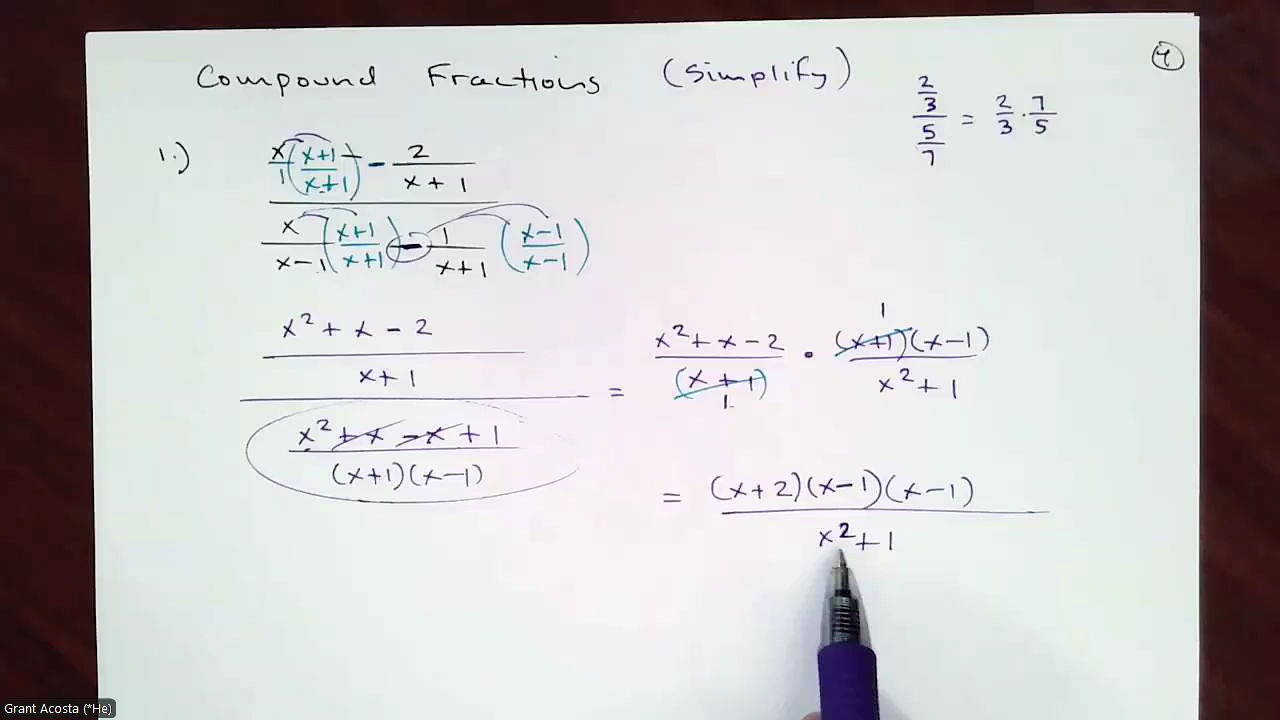 Compound Fractions (Simplify)
4
1.)
x/1 (x+1/x+1) - 2/x+1
x/x-1 (x+1/x+1) - 1/x+1 (x-1/x-1)
2/3 / 5/7 = 2/3 · 7/5
x² + x - 2
x+1
x² + x - x + 1
(x+1)(x-1)
= x² + x - 2 / (x+1) · (x+1)(x-1) / x² + 1
1
1
= (x+2)(x-1)(x-1)
x²+1
Grant Acosta (*He)